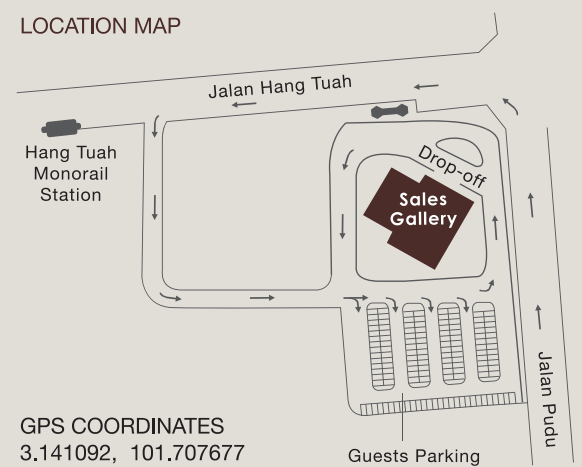 LOCATION MAP
Jalan Hang Tuah
Hang Tuah
Monorail
Station
Drop-off
Sales
Gallery
Jalan Pudu
GPS COORDINATES
3.141092, 101.707677
Guests Parking